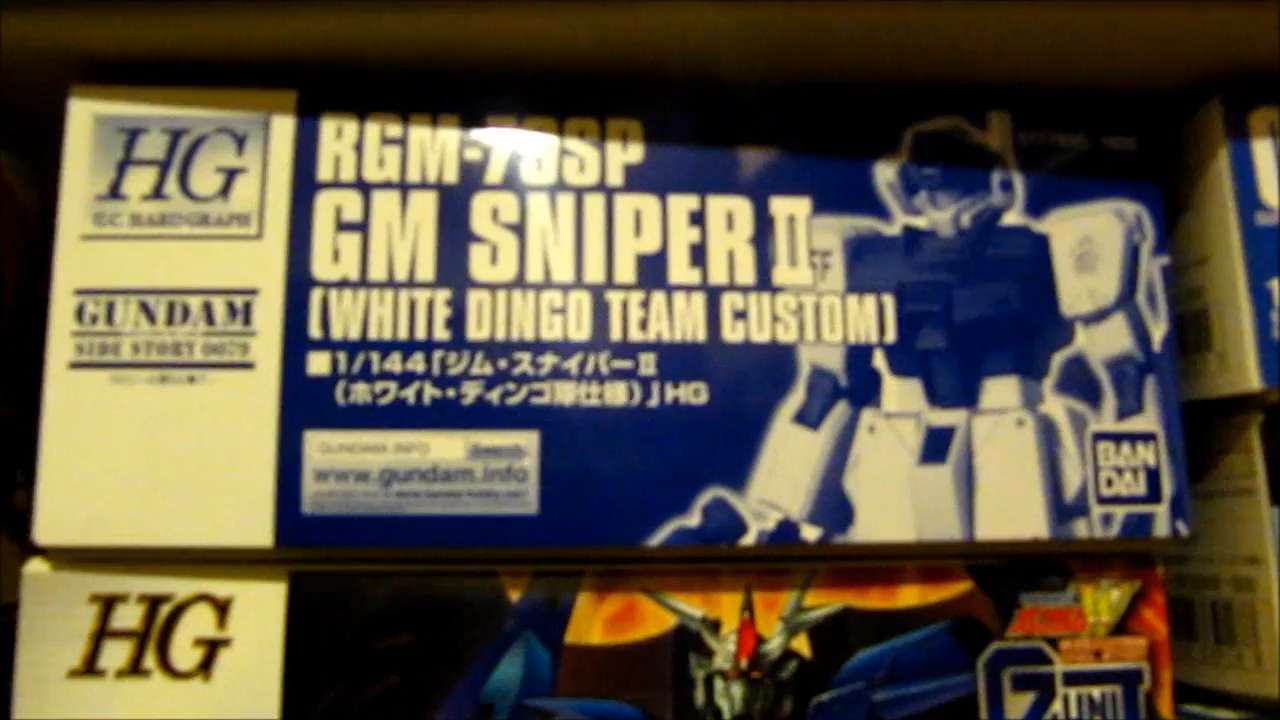 HG
U.C. HARD GRAPH
GUNDAM
SIDE STORY 0079
RGM-79SP
GM SNIPER II
(WHITE DINGO TEAM CUSTOM)
■1/144「ジム・スナイパーⅡ
(ホワイト・ディンゴ隊仕様)」HG
GUNDAM.INFO
Search
www.gundam.info
BAN
DAI
HG